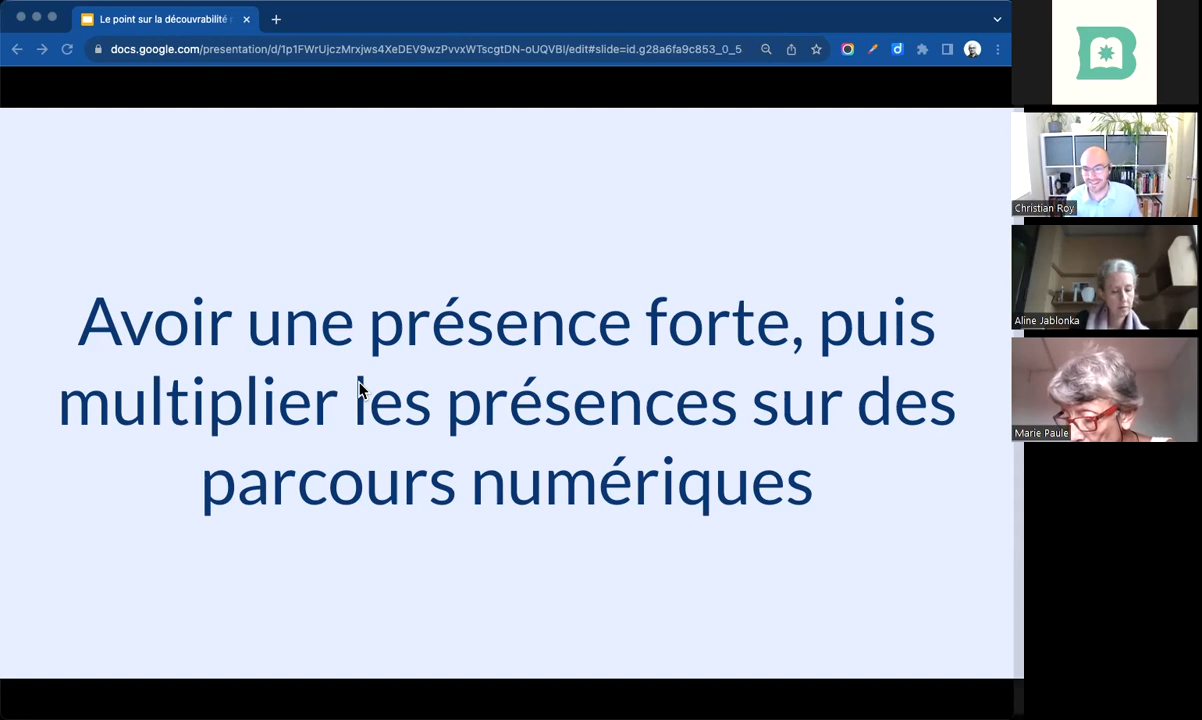 Le point sur la découvrabilité
docs.google.com/presentation/d/1p1FWrUjczMrxjws4XeDEV9wzPvvxWTscgtDN-oUQVBI/edit#slide=id.g28a6fa9c853_0_5
Avoir une présence forte, puis
multiplier les présences sur des
parcours numériques
Christian Roy
Aline Jablonka
Marie Paule